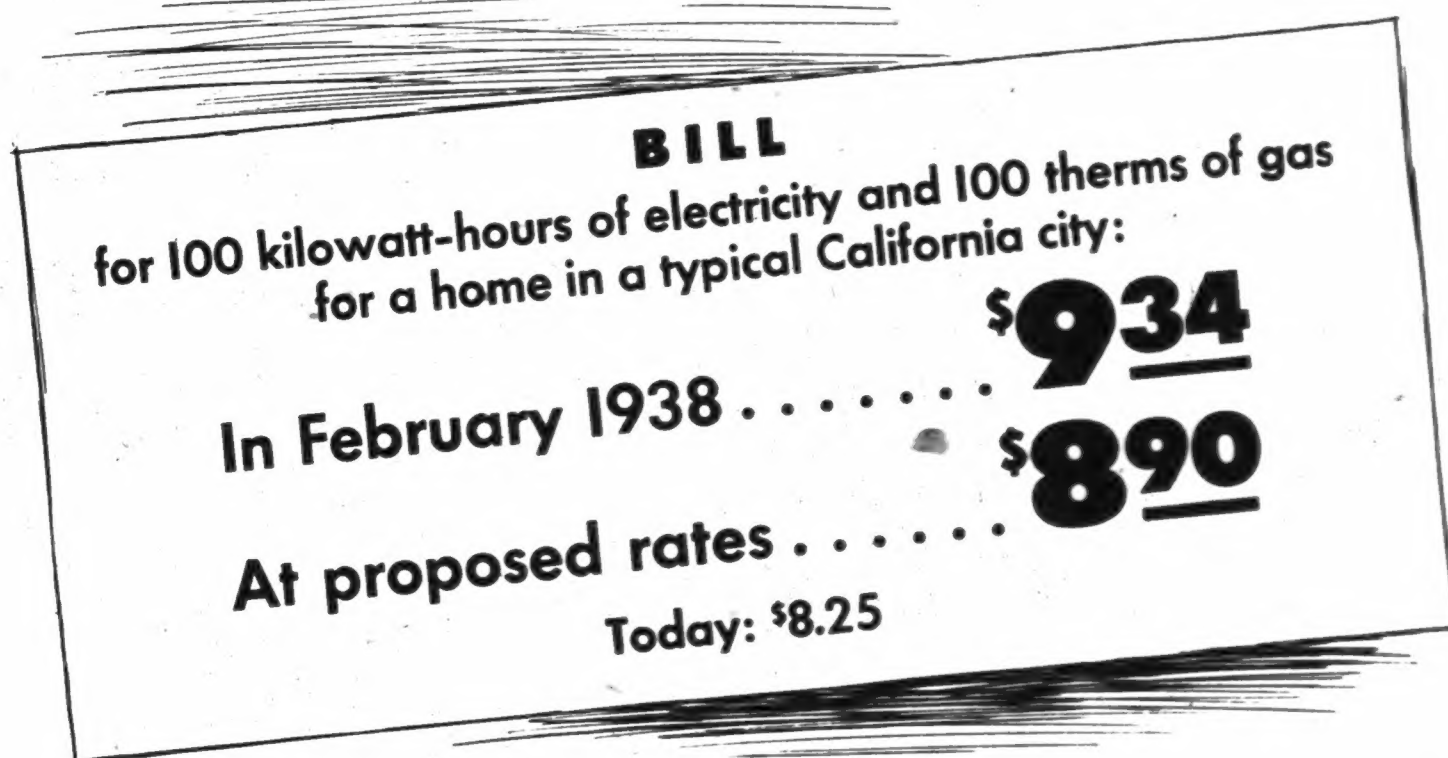 BILL
for 100 kilowatt-hours of electricity and 100 therms of gas
for a home in a typical California city:
In February 1938 . . . . . . . $9 34
At proposed rates . . . . . . $8 90
Today: $8.25